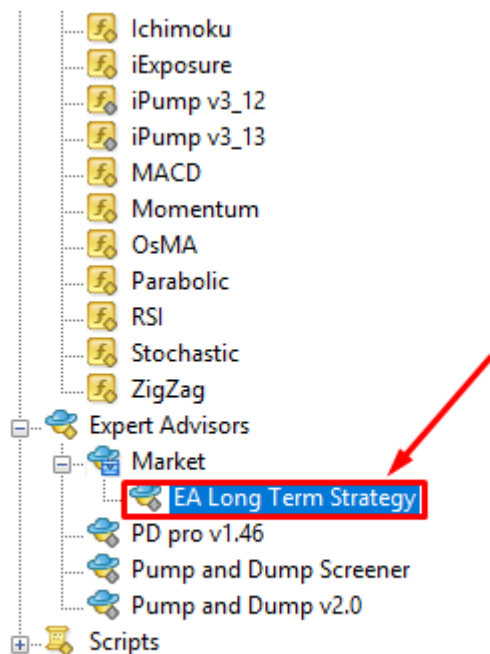 Ichimoku
iExposure
iPump v3_12
iPump v3_13
MACD
Momentum
OsMA
Parabolic
RSI
Stochastic
ZigZag
Expert Advisors
Market
EA Long Term Strategy
PD pro v1.46
Pump and Dump Screener
Pump and Dump v2.0
Scripts